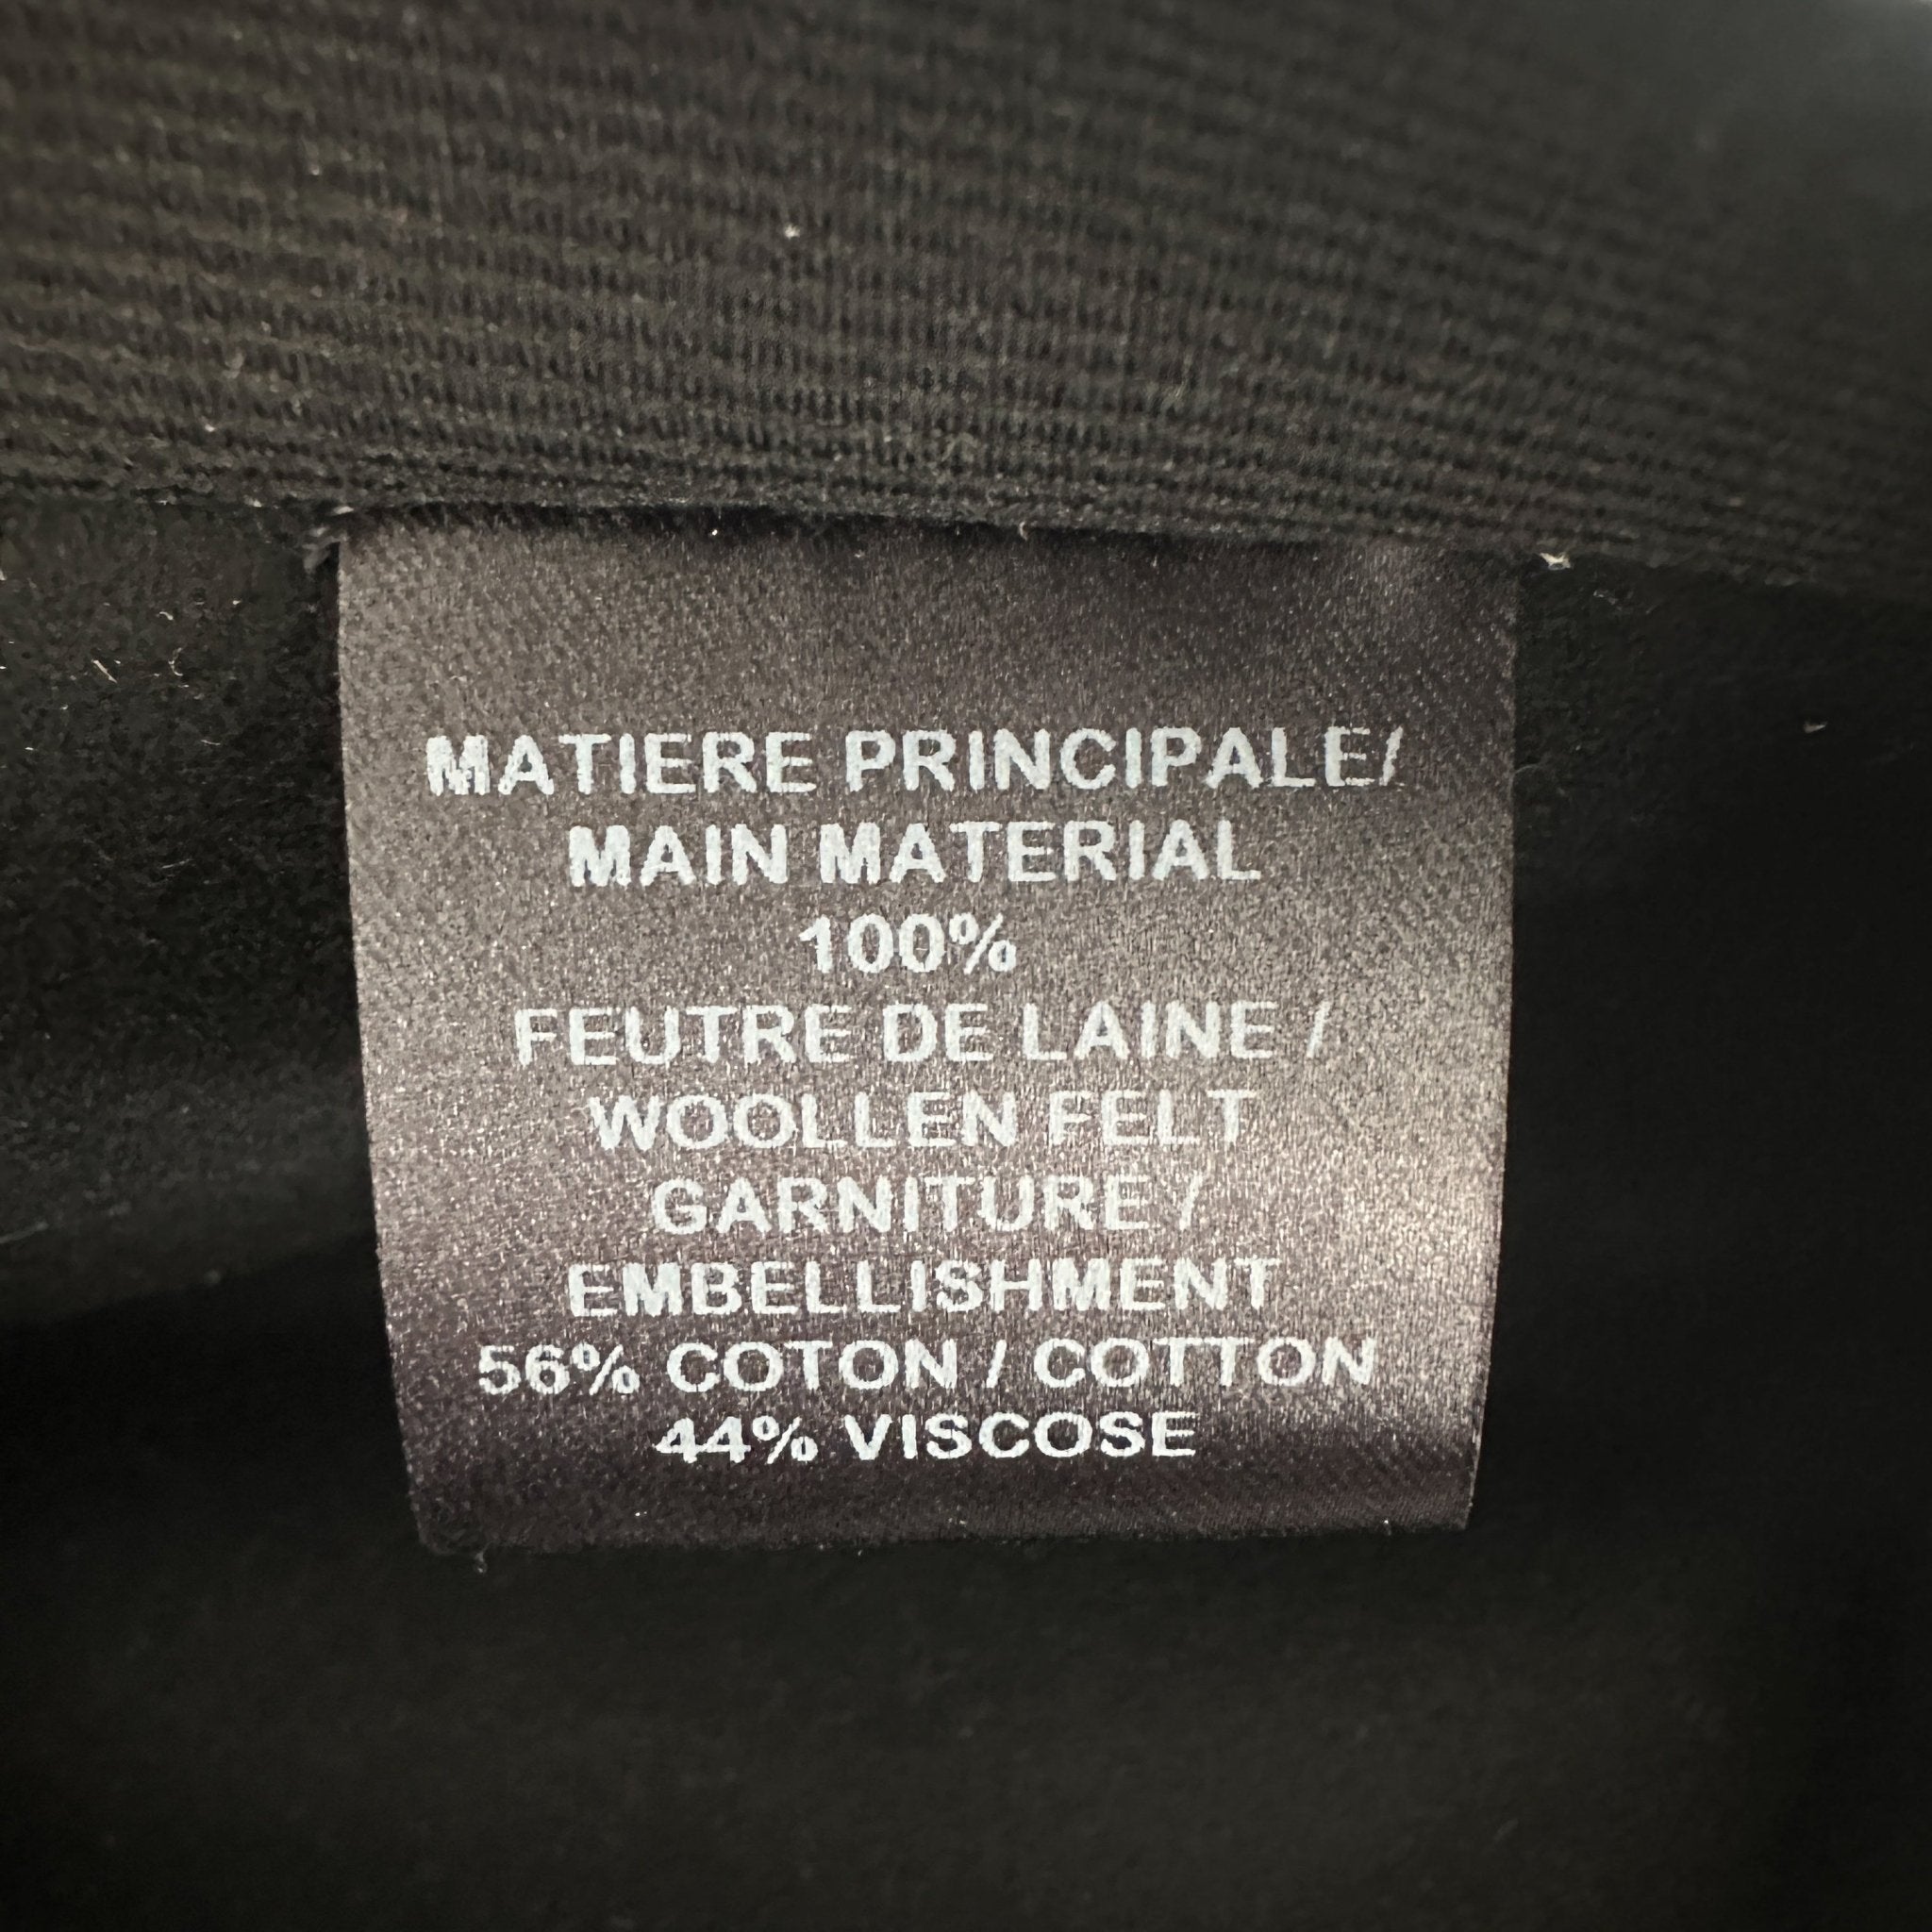 MATIERE PRINCIPALE/
MAIN MATERIAL
100%
FEUTRE DE LAINE /
WOOLLEN FELT
GARNITURE /
EMBELLISHMENT
56% COTON / COTTON
44% VISCOSE